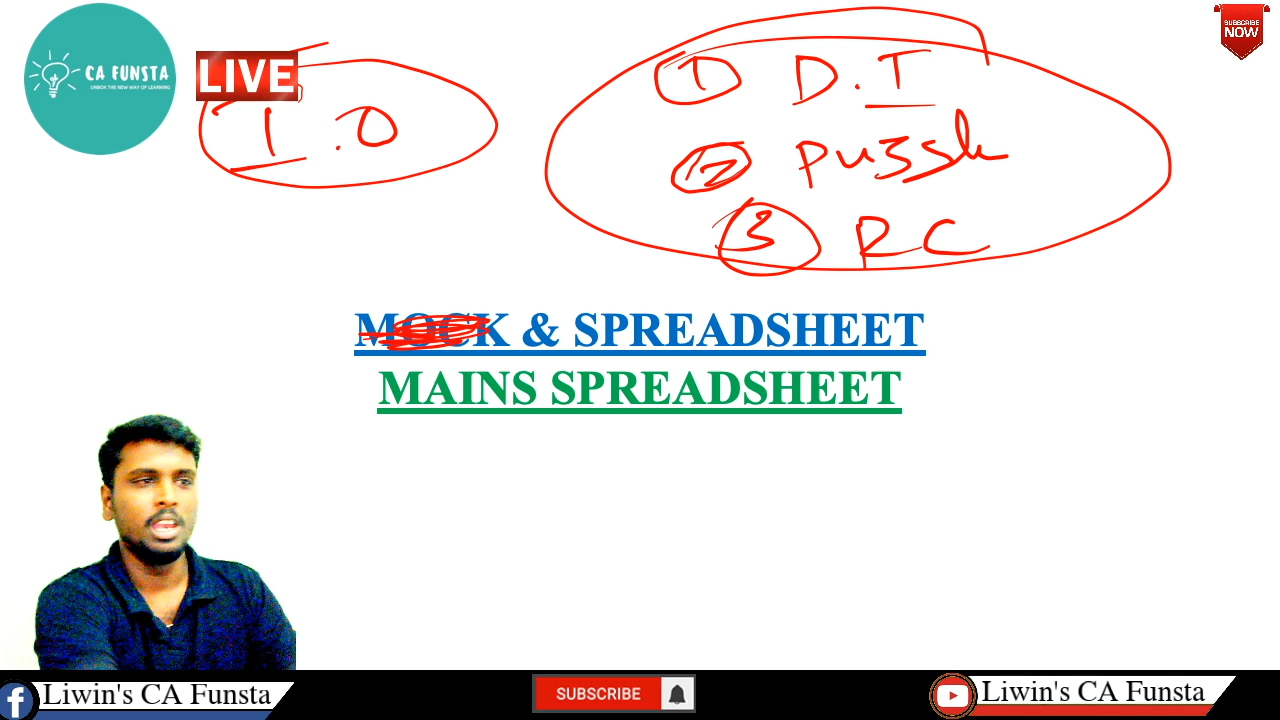 CA FUNSTA
UNBOX THE NEW WAY OF LEARNING
LIVE
SUBSCRIBE
NOW
I.O
1 D.I
2 Puzzle
3 RC
MOCK & SPREADSHEET
MAINS SPREADSHEET
Liwin's CA Funsta
SUBSCRIBE
Liwin's CA Funsta